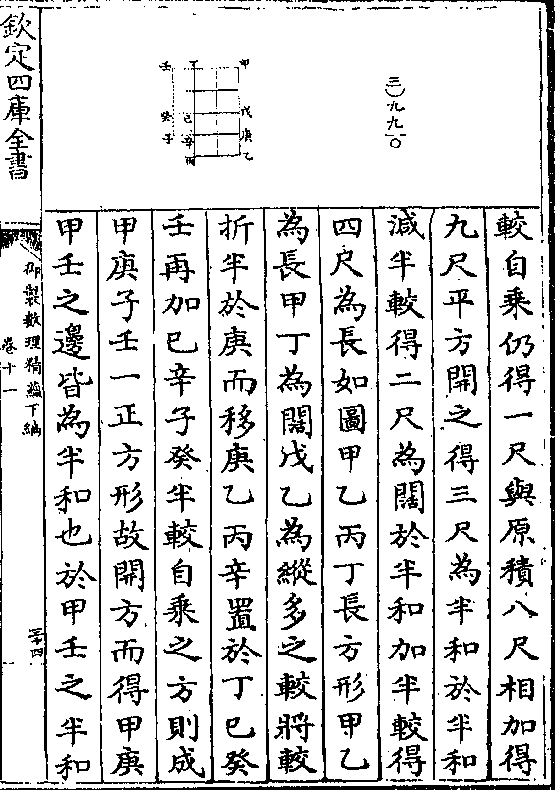 三)九
九
〇
甲
戊
庚
乙
丁
己
辛
丙
壬
癸
子
較自乘仍得一尺與原積八尺相加得
九尺平方開之得三尺為半和於半和
減半較得二尺為闊於半和加半較得
四尺為長如圖甲乙丙丁長方形甲乙
為長甲丁為闊戊乙為縱多之較將較
折半於庚而移庚乙丙辛置於丁己癸
壬再加己辛子癸半較自乘之方則成
甲庚子壬一正方形故開方而得甲庚
甲壬之邊皆為半和也於甲壬之半和
欽定四庫全書
御製數理精蘊下編
卷十一
三十四